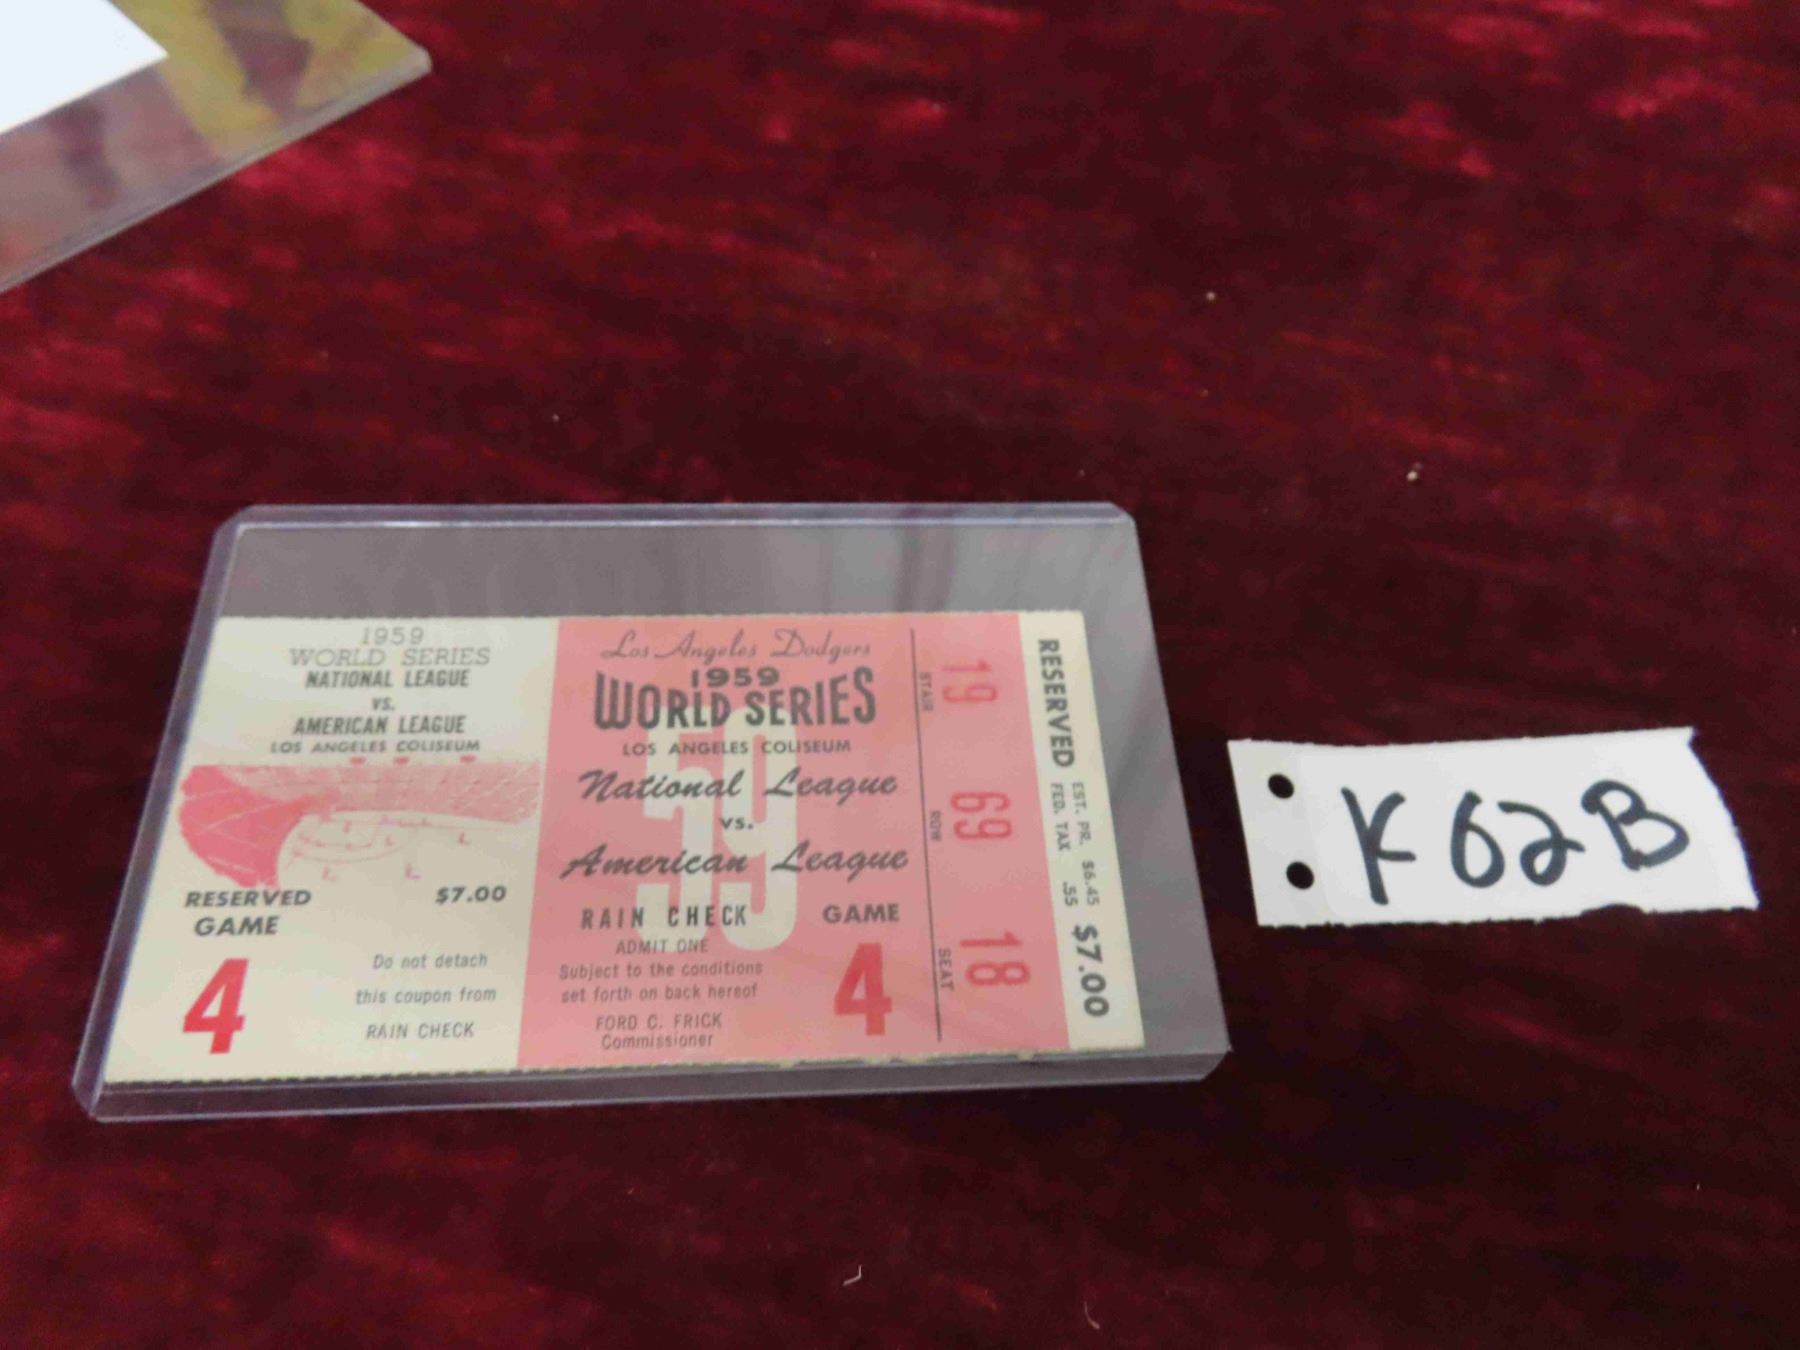 1959
WORLD SERIES
NATIONAL LEAGUE
VS.
AMERICAN LEAGUE
LOS ANGELES COLISEUM
RESERVED $7.00
GAME
4
Do not detach
this coupon from
RAIN CHECK
Los Angeles Dodgers
1959
WORLD SERIES
LOS ANGELES COLISEUM
59
National League
vs.
American League
RAIN CHECK
ADMIT ONE
Subject to the conditions
set forth on back hereof
FORD C. FRICK
Commissioner
GAME
4
STAIR 19
ROW 69
SEAT 18
RESERVED EST. PR. $6.45 $7.00
FED. TAX .55
K62B